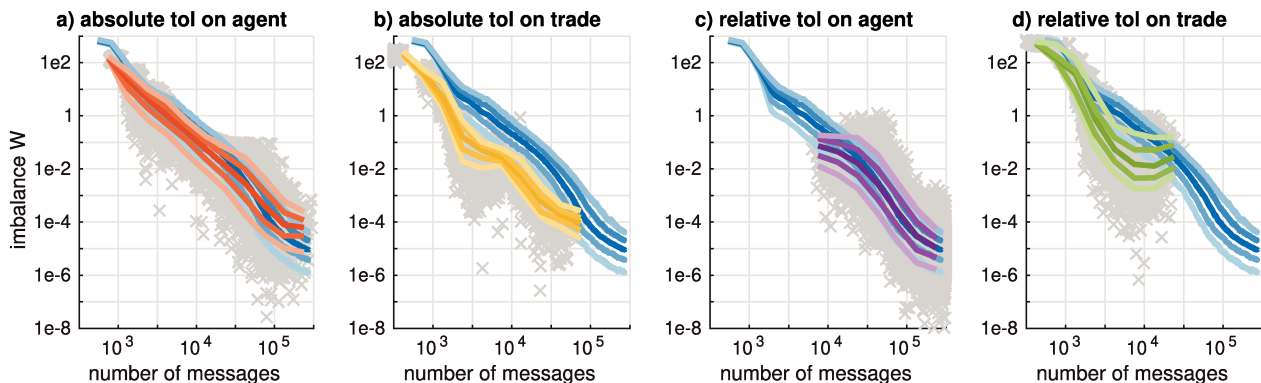 a) absolute tol on agent
b) absolute tol on trade
c) relative tol on agent
d) relative tol on trade
imbalance W
1e2
1
1e-2
1e-4
1e-6
1e-8
10^3
10^4
10^5
number of messages
1e2
1
1e-2
1e-4
1e-6
1e-8
10^3
10^4
10^5
number of messages
1e2
1
1e-2
1e-4
1e-6
1e-8
10^3
10^4
10^5
number of messages
1e2
1
1e-2
1e-4
1e-6
1e-8
10^3
10^4
10^5
number of messages